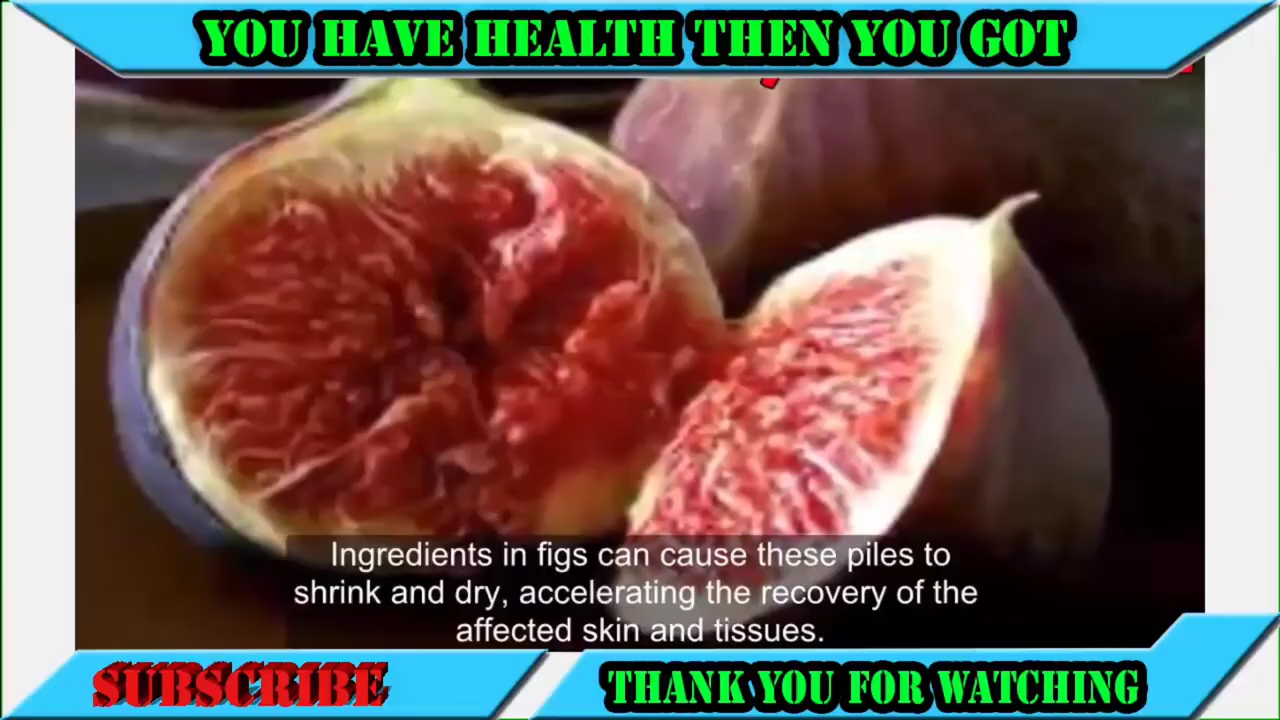 YOU HAVE HEALTH THEN YOU GOT
Ingredients in figs can cause these piles to
shrink and dry, accelerating the recovery of the
affected skin and tissues.
SUBSCRIBE
THANK YOU FOR WATCHING